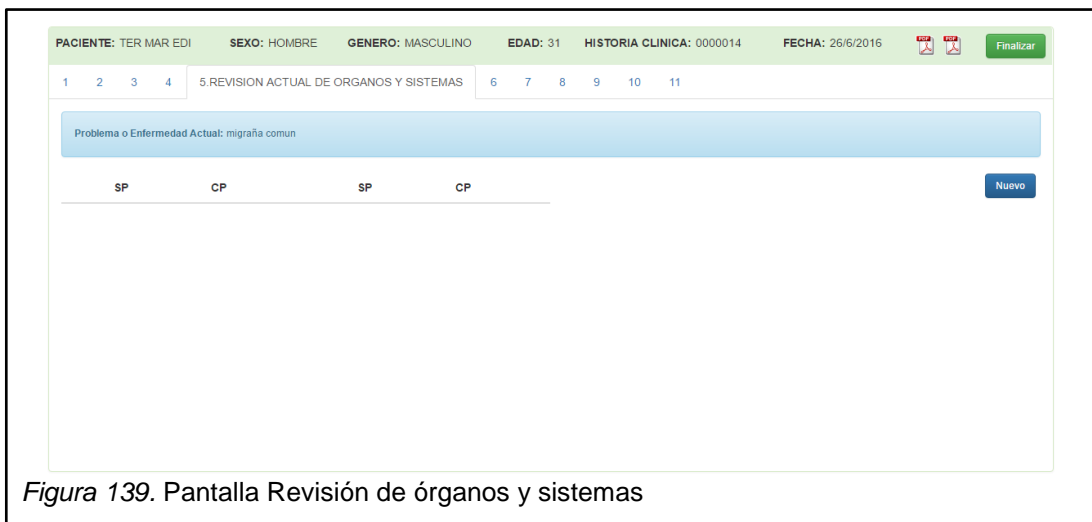 PACIENTE: TER MAR EDI SEXO: HOMBRE GENERO: MASCULINO EDAD: 31 HISTORIA CLINICA: 0000014 FECHA: 26/6/2016 PDF PDF Finalizar
1 2 3 4 5.REVISION ACTUAL DE ORGANOS Y SISTEMAS 6 7 8 9 10 11
Problema o Enfermedad Actual: migraña comun
SP CP SP CP Nuevo
Figura 139. Pantalla Revisión de órganos y sistemas